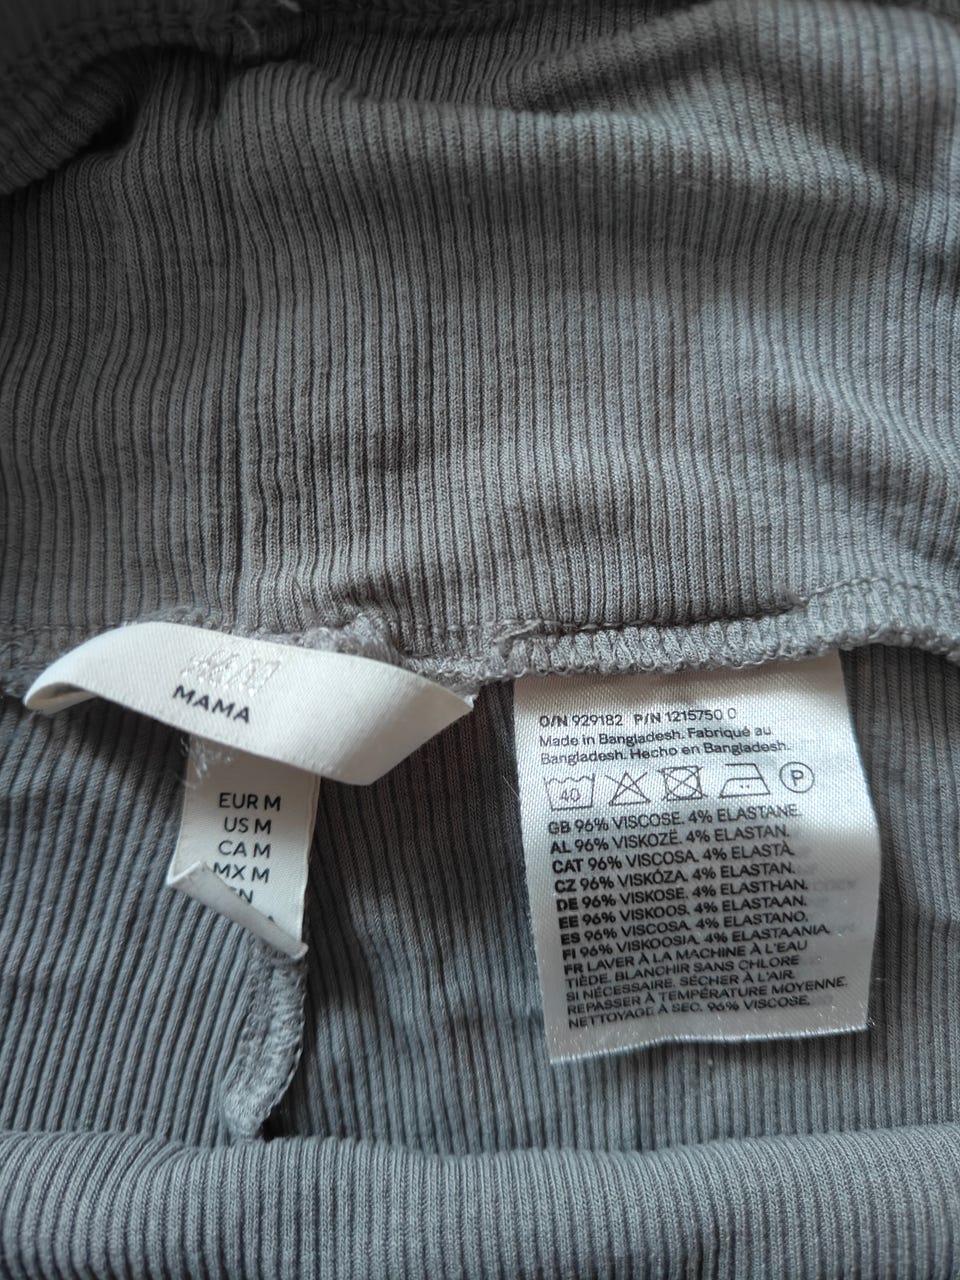 H&M
MAMA
EUR M
US M
CA M
MX M
O/N 929182 P/N 1215750 0
Made in Bangladesh. Fabriqué au
Bangladesh. Hecho en Bangladesh.
40 P
GB 96% VISCOSE. 4% ELASTANE.
AL 96% VISKOZË. 4% ELASTAN.
CAT 96% VISCOSA. 4% ELASTÀ.
CZ 96% VISKÓZA. 4% ELASTAN.
DE 96% VISKOSE. 4% ELASTHAN.
EE 96% VISKOOS. 4% ELASTAAN.
ES 96% VISCOSA. 4% ELASTANO.
FI 96% VISKOOSIA. 4% ELASTAANIA.
FR LAVER À LA MACHINE À L'EAU
TIÈDE. BLANCHIR SANS CHLORE
SI NÉCESSAIRE. SÉCHER À L'AIR.
REPASSER À TEMPÉRATURE MOYENNE.
NETTOYAGE À SEC. 96% VISCOSE,